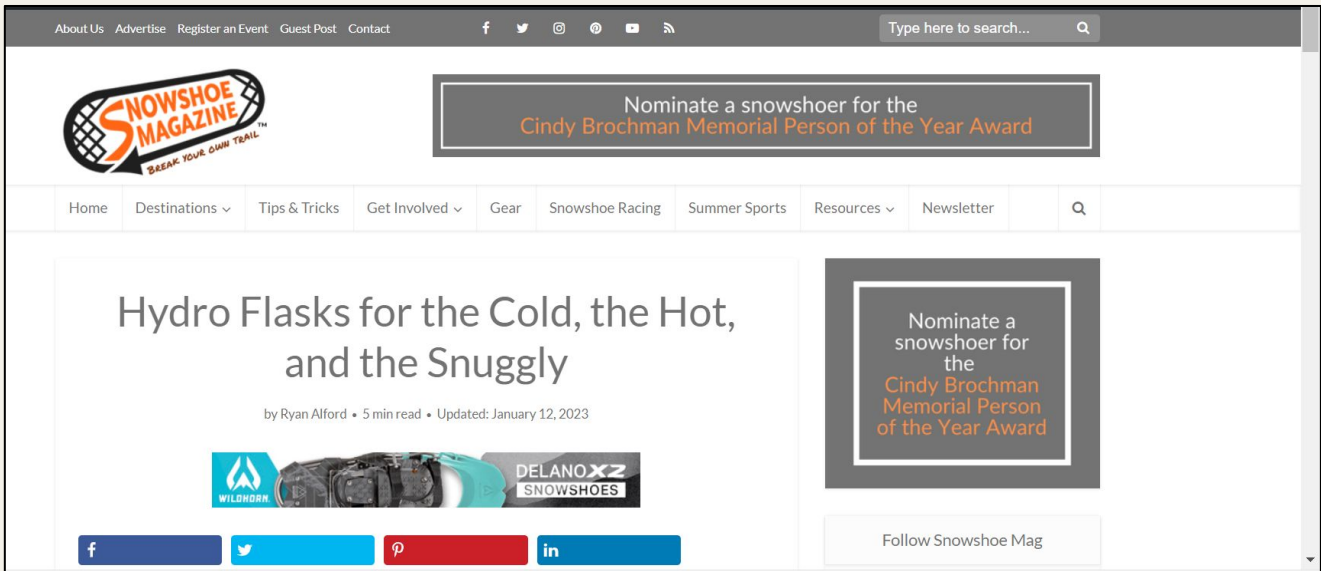 About Us Advertise Register an Event Guest Post Contact
Type here to search...
SNOWSHOE
MAGAZINE
TM
BREAK YOUR OWN TRAIL
Nominate a snowshoer for the
Cindy Brochman Memorial Person of the Year Award
Home Destinations Tips & Tricks Get Involved Gear Snowshoe Racing Summer Sports Resources Newsletter
Hydro Flasks for the Cold, the Hot,
and the Snuggly
by Ryan Alford • 5 min read • Updated: January 12, 2023
WILDHORN
DELANO XZ
SNOWSHOES
Nominate a
snowshoer for
the
Cindy Brochman
Memorial Person
of the Year Award
Follow Snowshoe Mag